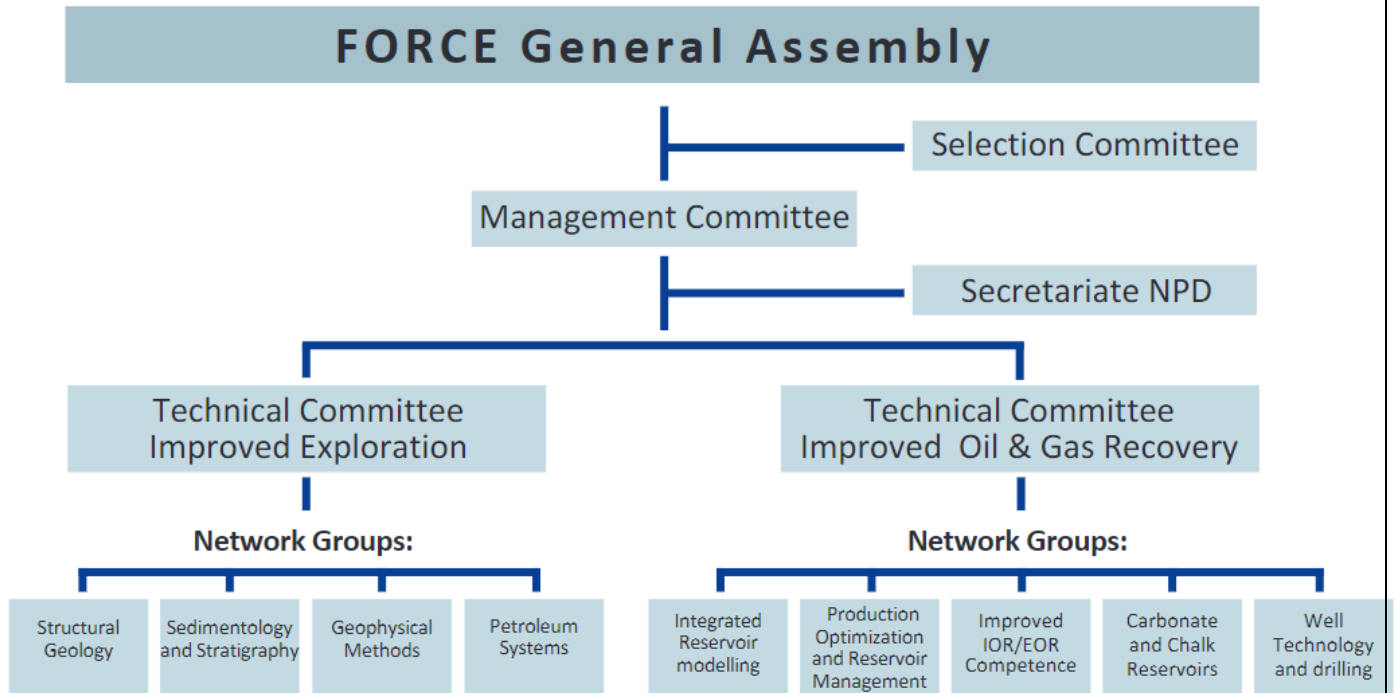 FORCE General Assembly
Selection Committee
Management Committee
Secretariate NPD
Technical Committee
Improved Exploration
Technical Committee
Improved Oil & Gas Recovery
Network Groups:
Network Groups:
Structural
Geology
Sedimentology
and Stratigraphy
Geophysical
Methods
Petroleum
Systems
Integrated
Reservoir
modelling
Production
Optimization
and Reservoir
Management
Improved
IOR/EOR
Competence
Carbonate
and Chalk
Reservoirs
Well
Technology
and drilling